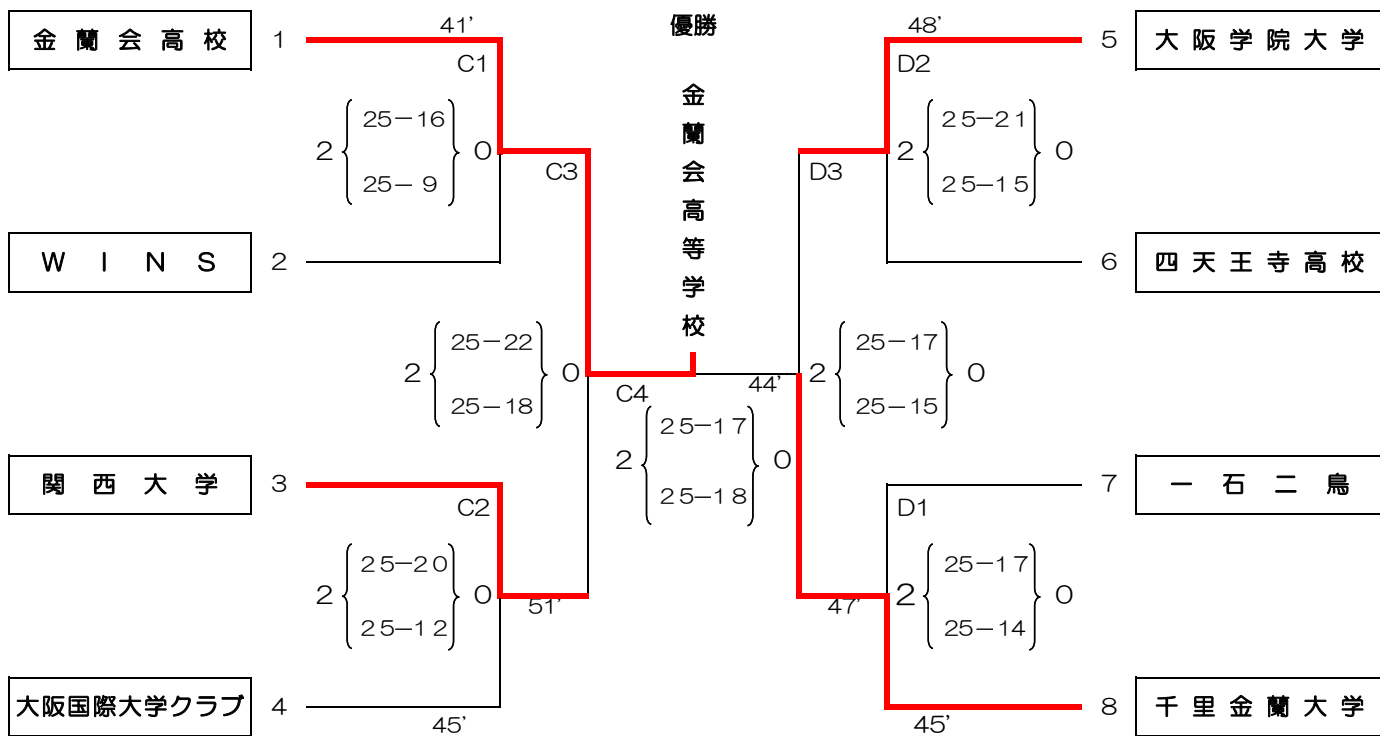 41’
優勝
48’
金蘭会高校
1
5
大阪学院大学
C1
D2
金蘭会高等学校
25−16
2
0
25− 9
25−21
2
0
25−15
C3
D3
WINS
2
6
四天王寺高校
25−22
2
0
25−18
25−17
2
0
25−15
C4
44’
25−17
2
0
25−18
関西大学
3
7
一石二鳥
C2
D1
25−20
2
0
25−12
25−17
2
0
25−14
51’
47’
大阪国際大学クラブ
4
8
千里金蘭大学
45’
45’